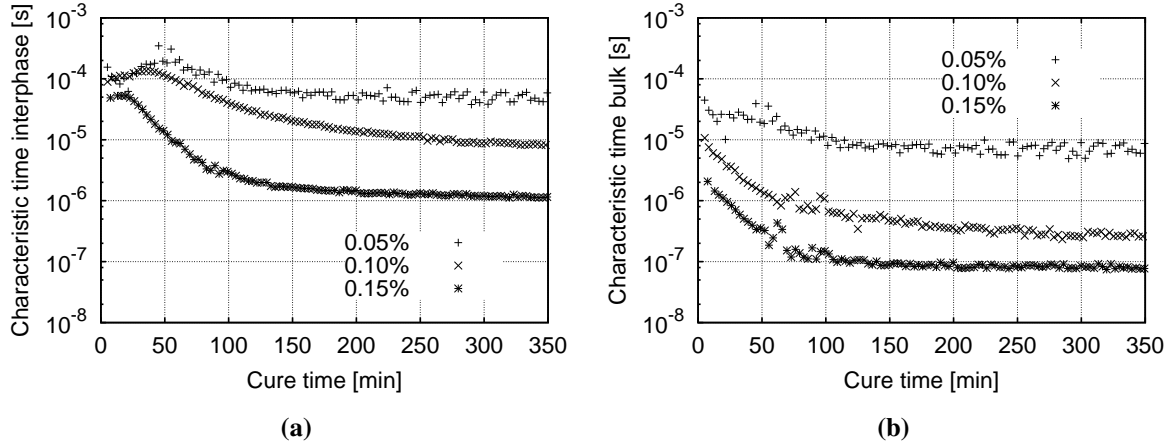 Characteristic time interphase [s]
10⁻³
10⁻⁴
10⁻⁵
10⁻⁶
10⁻⁷
10⁻⁸
0.05%
0.10%
0.15%
0 50 100 150 200 250 300 350
Cure time [min]
(a)
Characteristic time bulk [s]
10⁻³
10⁻⁴
10⁻⁵
10⁻⁶
10⁻⁷
10⁻⁸
0.05%
0.10%
0.15%
0 50 100 150 200 250 300 350
Cure time [min]
(b)